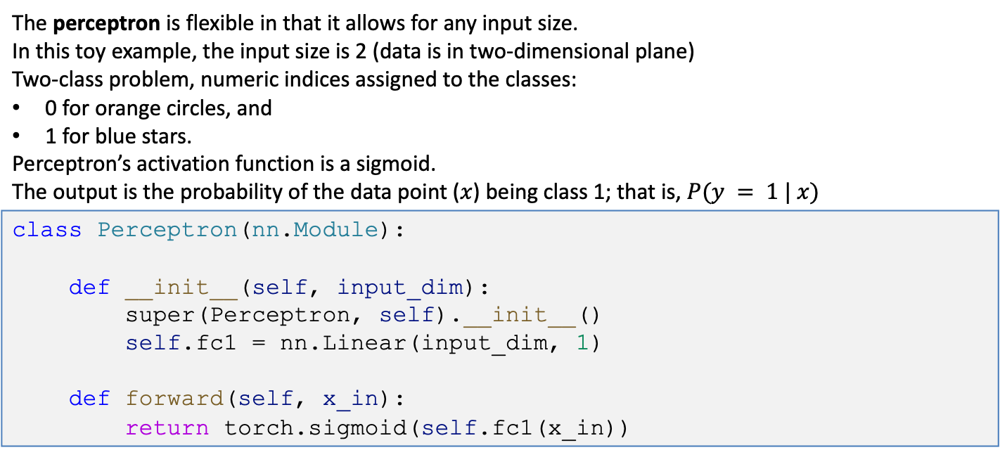 The perceptron is flexible in that it allows for any input size.
In this toy example, the input size is 2 (data is in two-dimensional plane)
Two-class problem, numeric indices assigned to the classes:
• 0 for orange circles, and
• 1 for blue stars.
Perceptron’s activation function is a sigmoid.
The output is the probability of the data point (x) being class 1; that is, P(y = 1 | x)
class Perceptron(nn.Module):
    def __init__(self, input_dim):
        super(Perceptron, self).__init__()
        self.fc1 = nn.Linear(input_dim, 1)
    def forward(self, x_in):
        return torch.sigmoid(self.fc1(x_in))